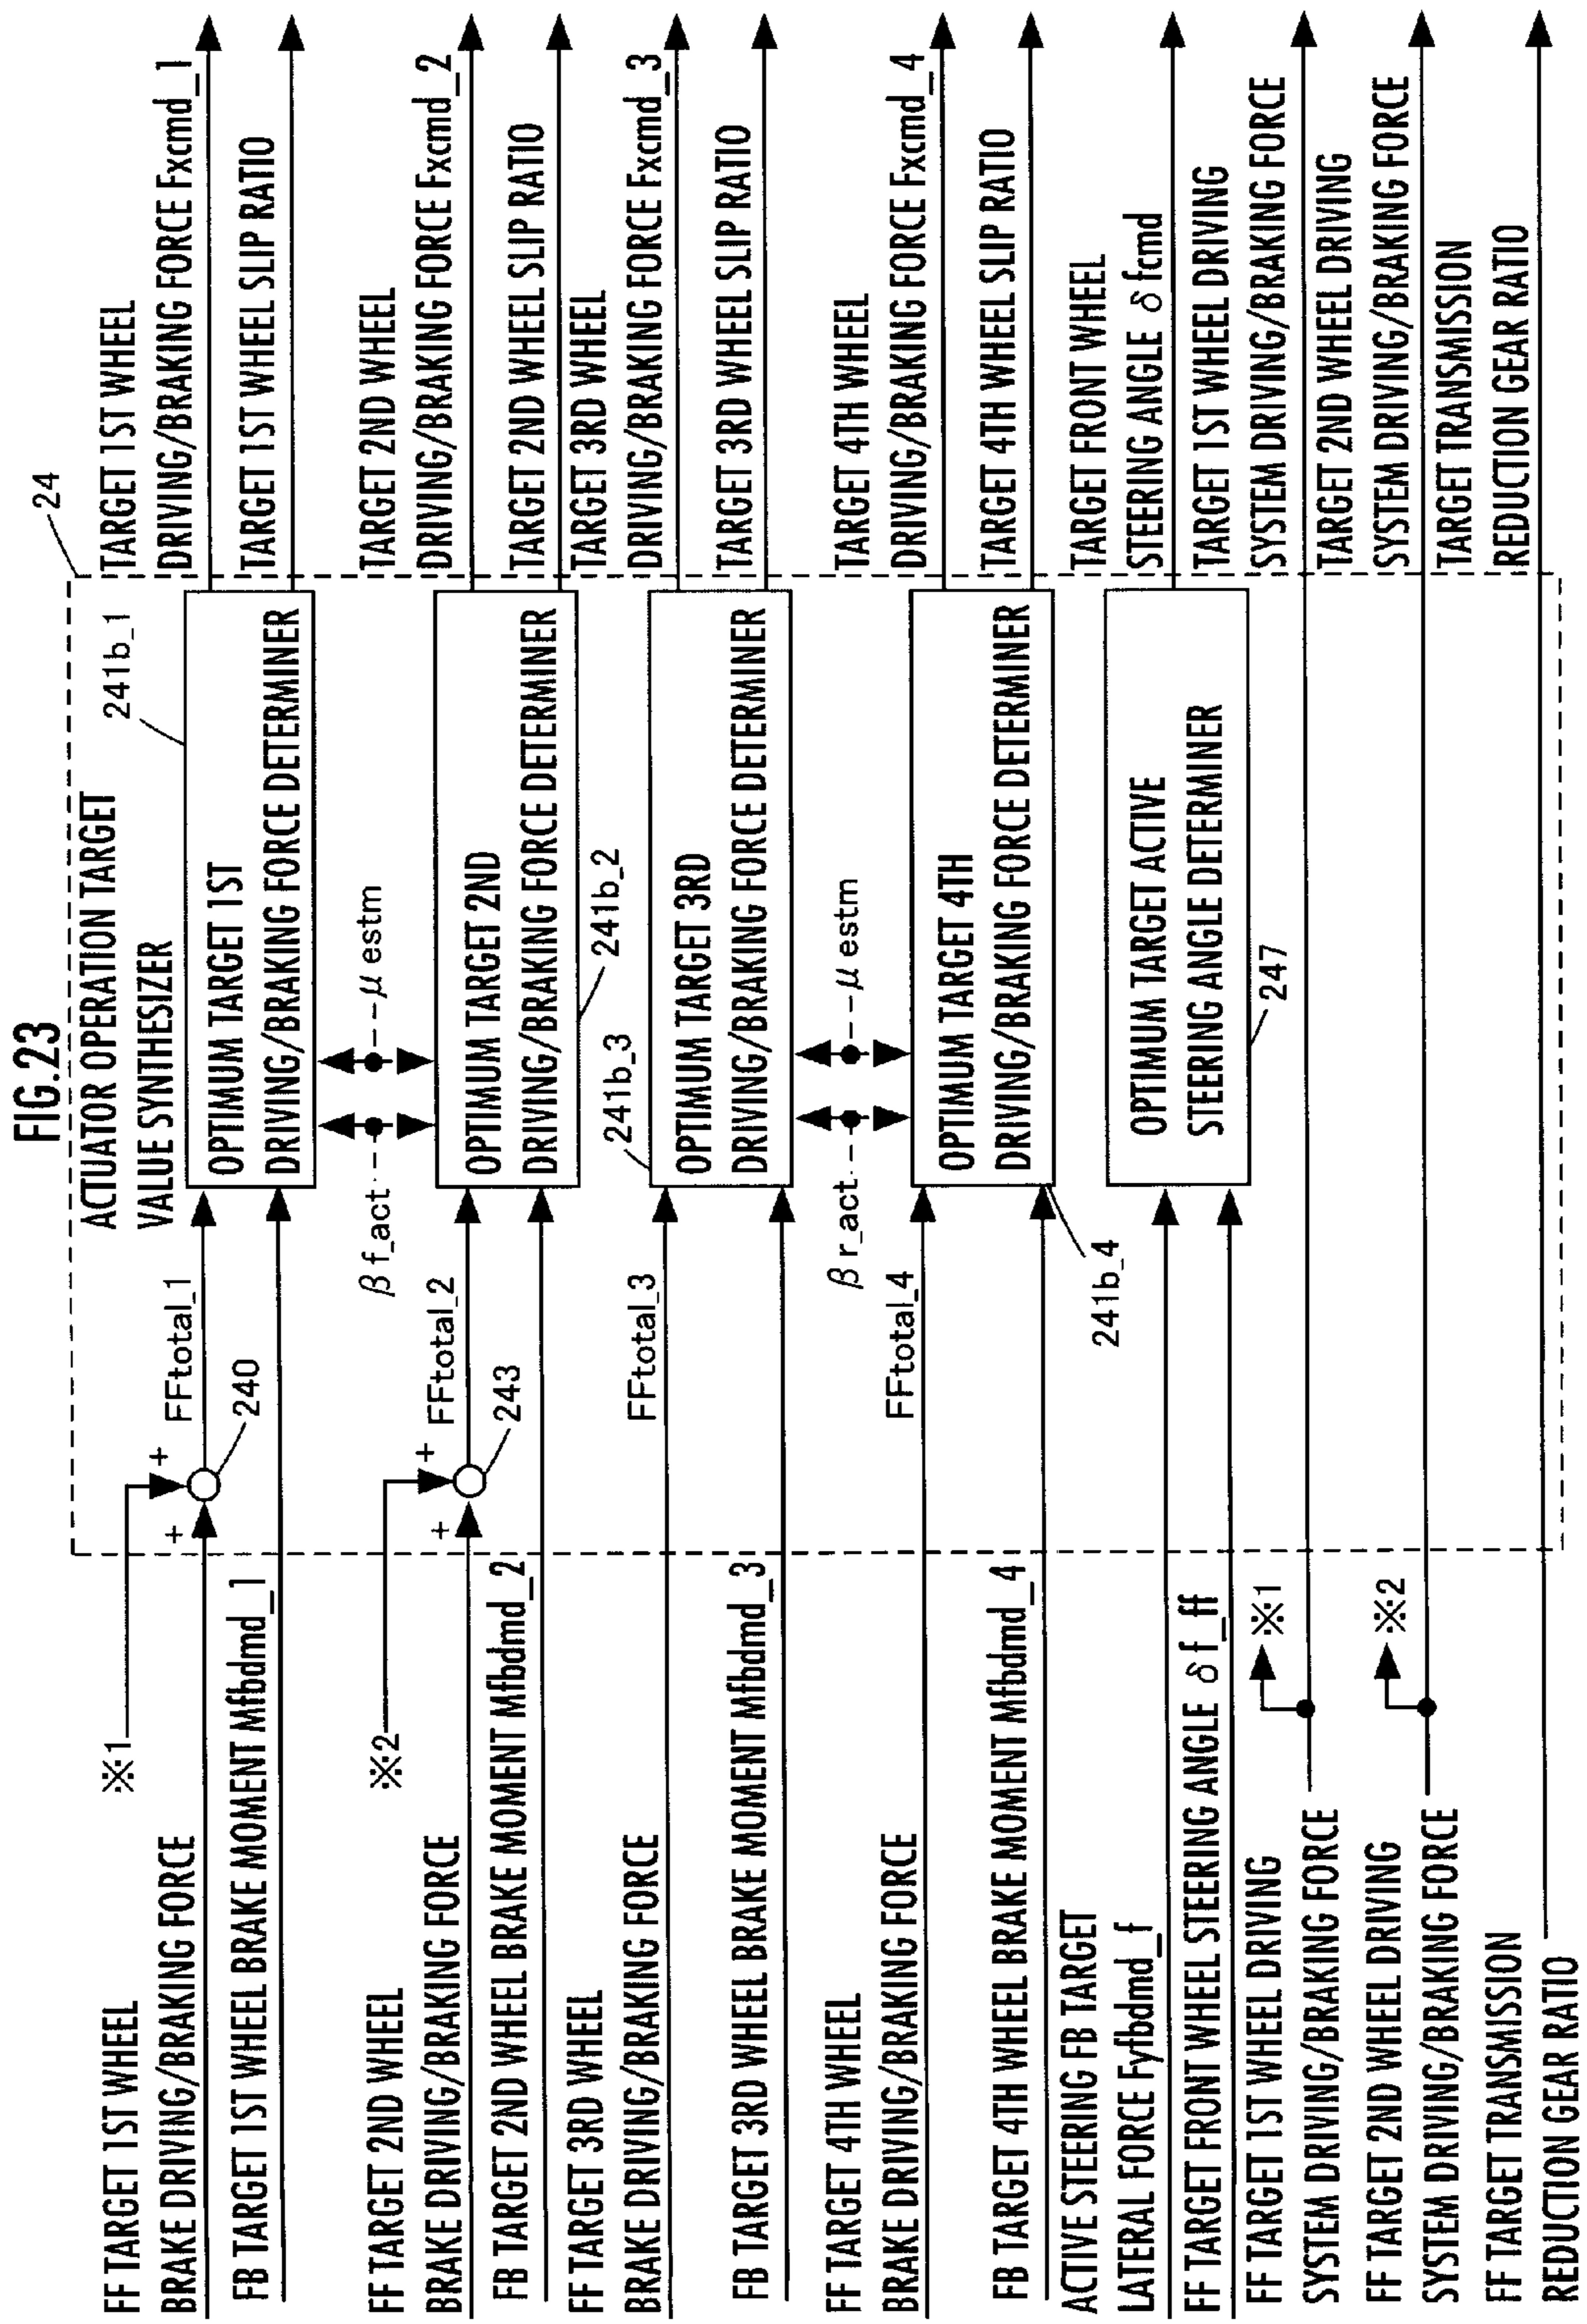 FIG.23
ACTUATOR OPERATION TARGET
VALUE SYNTHESIZER
24
※1
FF TARGET 1ST WHEEL
BRAKE DRIVING/BRAKING FORCE
+
+
240
FFtotal_1
FB TARGET 1ST WHEEL BRAKE MOMENT Mfbdmd_1
241b_1
OPTIMUM TARGET 1ST
DRIVING/BRAKING FORCE DETERMINER
TARGET 1ST WHEEL
DRIVING/BRAKING FORCE Fxcmd_1
TARGET 1ST WHEEL SLIP RATIO
βf_act
μestm
※2
FF TARGET 2ND WHEEL
BRAKE DRIVING/BRAKING FORCE
+
+
243
FFtotal_2
FB TARGET 2ND WHEEL BRAKE MOMENT Mfbdmd_2
OPTIMUM TARGET 2ND
DRIVING/BRAKING FORCE DETERMINER
241b_2
TARGET 2ND WHEEL
DRIVING/BRAKING FORCE Fxcmd_2
TARGET 2ND WHEEL SLIP RATIO
FF TARGET 3RD WHEEL
BRAKE DRIVING/BRAKING FORCE
FFtotal_3
FB TARGET 3RD WHEEL BRAKE MOMENT Mfbdmd_3
241b_3
OPTIMUM TARGET 3RD
DRIVING/BRAKING FORCE DETERMINER
TARGET 3RD WHEEL
DRIVING/BRAKING FORCE Fxcmd_3
TARGET 3RD WHEEL SLIP RATIO
βr_act
μestm
FF TARGET 4TH WHEEL
BRAKE DRIVING/BRAKING FORCE
FFtotal_4
FB TARGET 4TH WHEEL BRAKE MOMENT Mfbdmd_4
241b_4
OPTIMUM TARGET 4TH
DRIVING/BRAKING FORCE DETERMINER
TARGET 4TH WHEEL
DRIVING/BRAKING FORCE Fxcmd_4
TARGET 4TH WHEEL SLIP RATIO
ACTIVE STEERING FB TARGET
LATERAL FORCE Fyfbdmd_f
FF TARGET FRONT WHEEL STEERING ANGLE δf_ff
OPTIMUM TARGET ACTIVE
STEERING ANGLE DETERMINER
247
TARGET FRONT WHEEL
STEERING ANGLE δfcmd
FF TARGET 1ST WHEEL DRIVING
SYSTEM DRIVING/BRAKING FORCE
※1
TARGET 1ST WHEEL DRIVING
SYSTEM DRIVING/BRAKING FORCE
FF TARGET 2ND WHEEL DRIVING
SYSTEM DRIVING/BRAKING FORCE
※2
TARGET 2ND WHEEL DRIVING
SYSTEM DRIVING/BRAKING FORCE
FF TARGET TRANSMISSION
REDUCTION GEAR RATIO
TARGET TRANSMISSION
REDUCTION GEAR RATIO